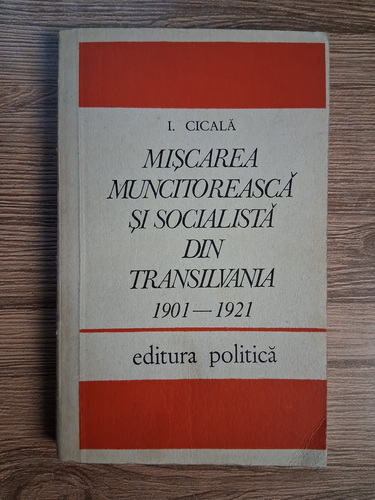 I. CICALĂ
MIȘCAREA
MUNCITOREASCĂ
ȘI SOCIALISTĂ
DIN
TRANSILVANIA
1901—1921
editura politică